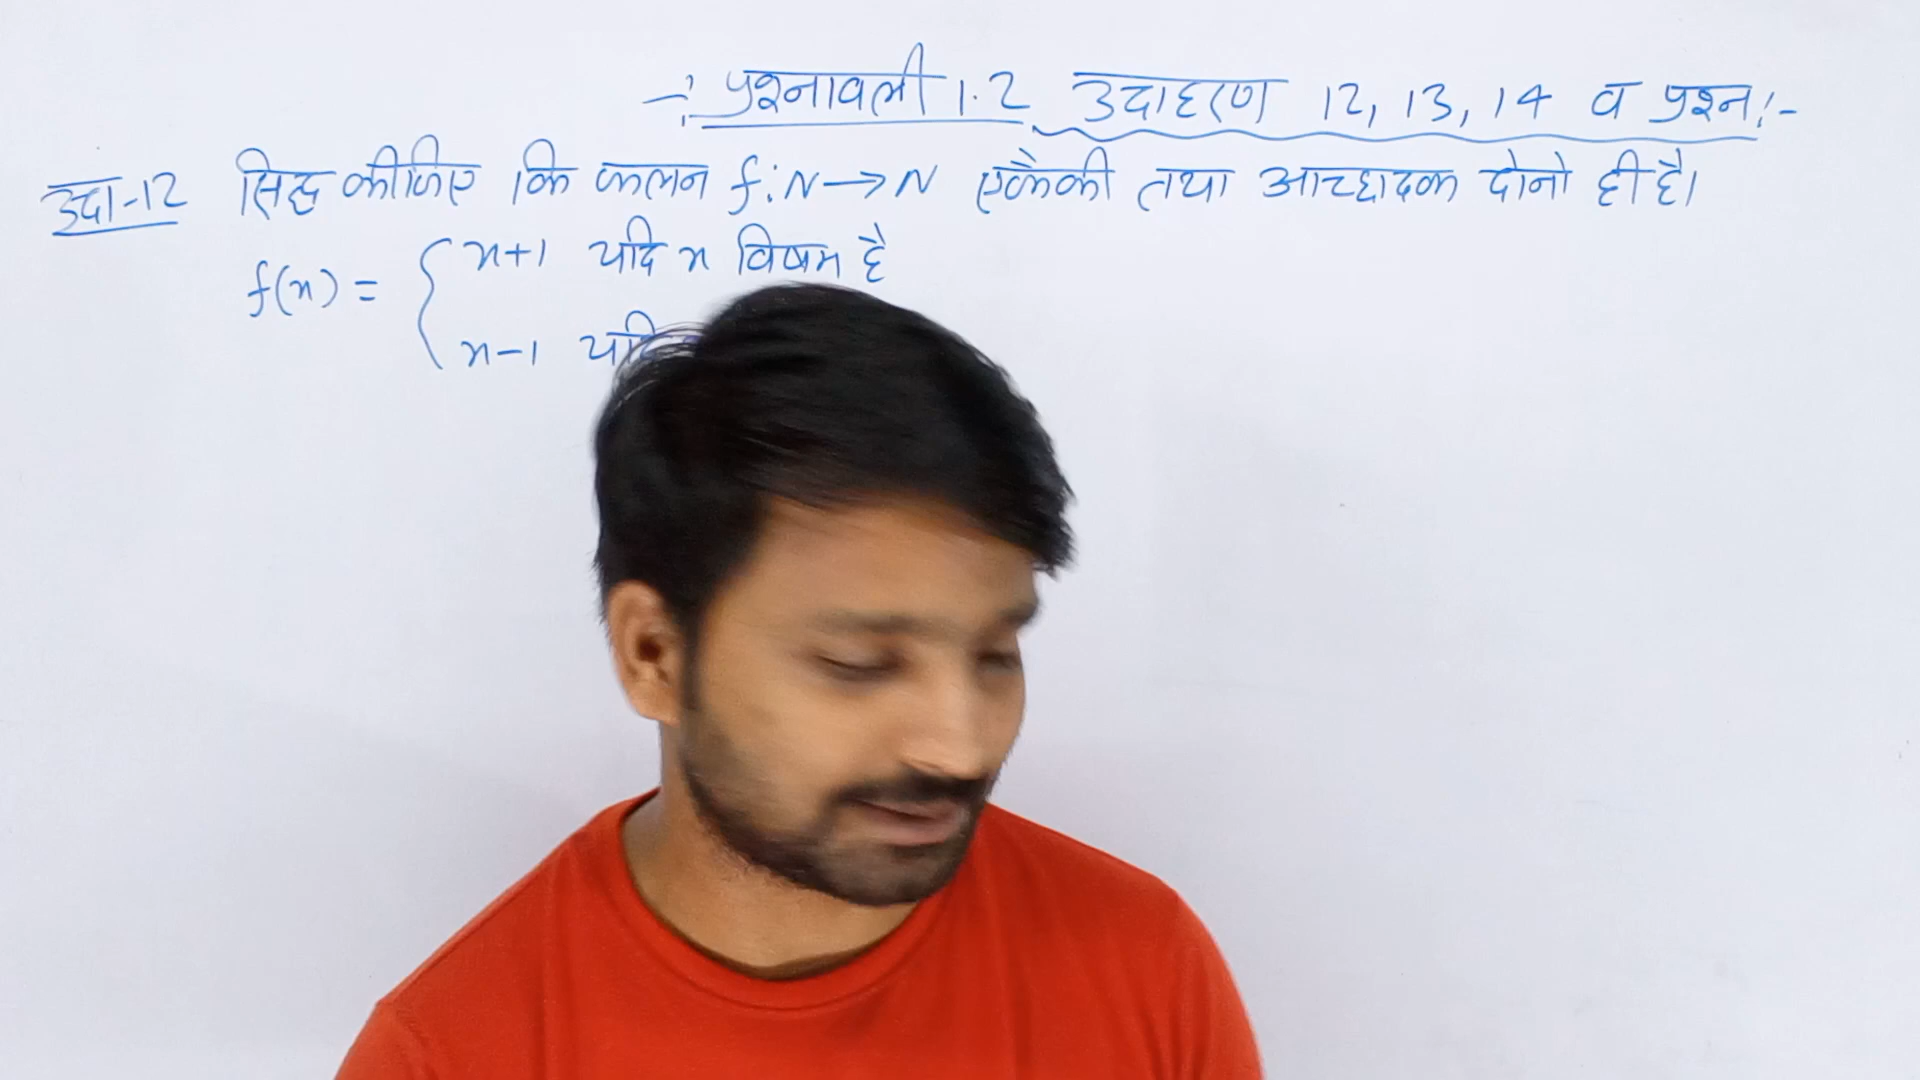 -: प्रश्नावली 1.2 उदाहरण 12, 13, 14 व प्रश्न:-
उदा-12 सिद्ध कीजिए कि फलन f: N → N एकैकी तथा आच्छादक दोनो ही है।
f(x) = { x+1 यदि x विषम है
x-1 यदि